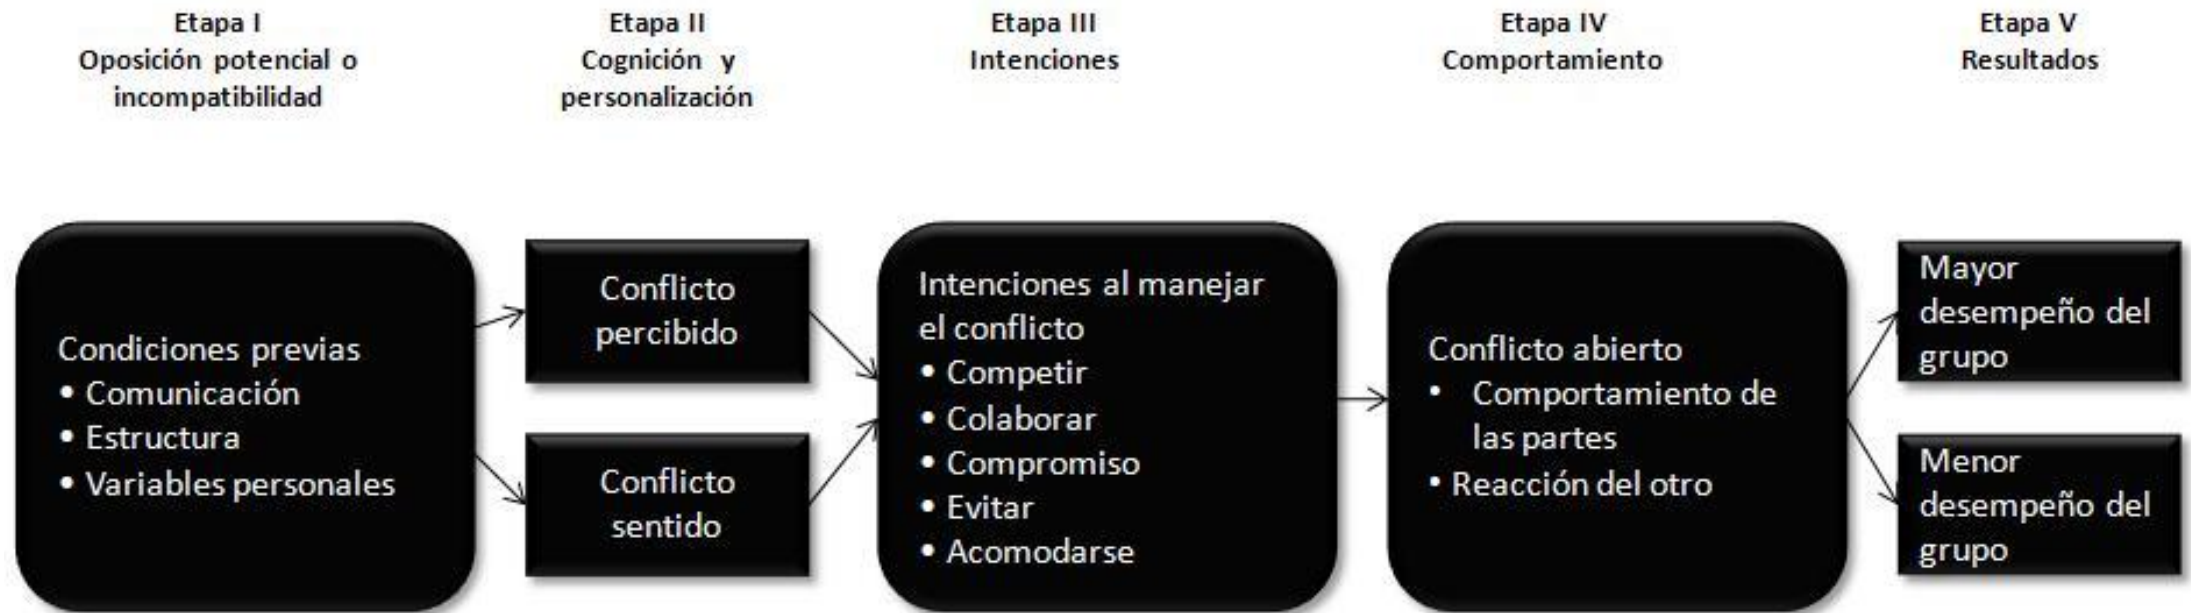 Etapa I
Oposición potencial o
incompatibilidad
Etapa II
Cognición y
personalización
Etapa III
Intenciones
Etapa IV
Comportamiento
Etapa V
Resultados
Condiciones previas
• Comunicación
• Estructura
• Variables personales
Conflicto
percibido
Conflicto
sentido
Intenciones al manejar
el conflicto
• Competir
• Colaborar
• Compromiso
• Evitar
• Acomodarse
Conflicto abierto
• Comportamiento de
las partes
• Reacción del otro
Mayor
desempeño del
grupo
Menor
desempeño del
grupo